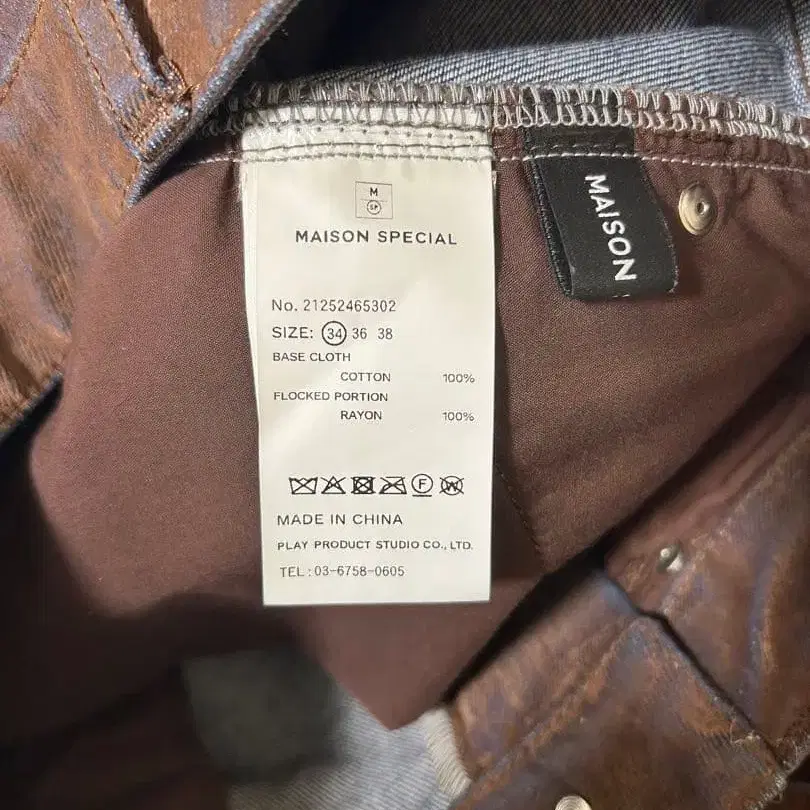 M
SP
MAISON SPECIAL
No. 21252465302
SIZE: 34 36 38
BASE CLOTH
COTTON 100%
FLOCKED PORTION
RAYON 100%
F W
MADE IN CHINA
PLAY PRODUCT STUDIO CO., LTD.
TEL : 03-6758-0605
MAISON